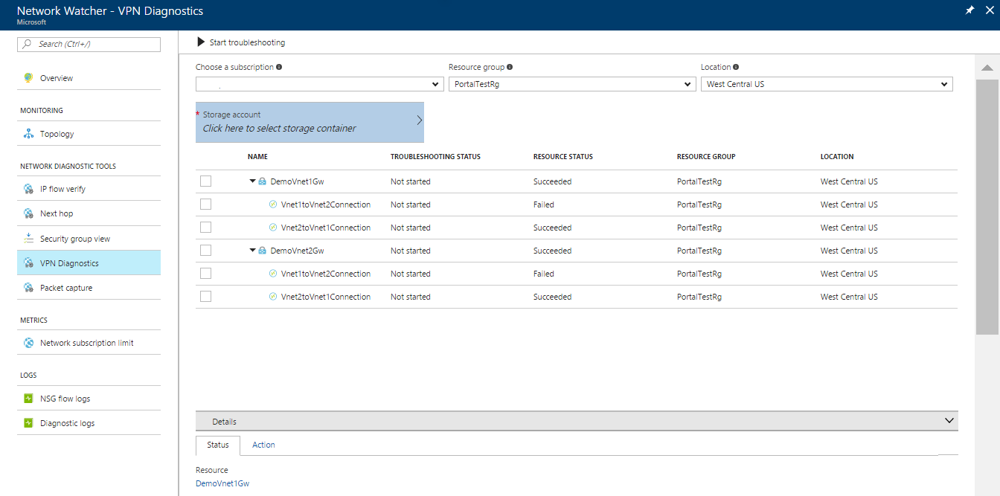 Network Watcher - VPN Diagnostics
Microsoft
Search (Ctrl+/)
Overview
MONITORING
Topology
NETWORK DIAGNOSTIC TOOLS
IP flow verify
Next hop
Security group view
VPN Diagnostics
Packet capture
METRICS
Network subscription limit
LOGS
NSG flow logs
Diagnostic logs
Start troubleshooting
Choose a subscription Resource group Location
. PortalTestRg West Central US
* Storage account
Click here to select storage container
NAME TROUBLESHOOTING STATUS RESOURCE STATUS RESOURCE GROUP LOCATION
DemoVnet1Gw Not started Succeeded PortalTestRg West Central US
Vnet1toVnet2Connection Not started Failed PortalTestRg West Central US
Vnet2toVnet1Connection Not started Succeeded PortalTestRg West Central US
DemoVnet2Gw Not started Succeeded PortalTestRg West Central US
Vnet1toVnet2Connection Not started Failed PortalTestRg West Central US
Vnet2toVnet1Connection Not started Succeeded PortalTestRg West Central US
Details
Status Action
Resource
DemoVnet1Gw